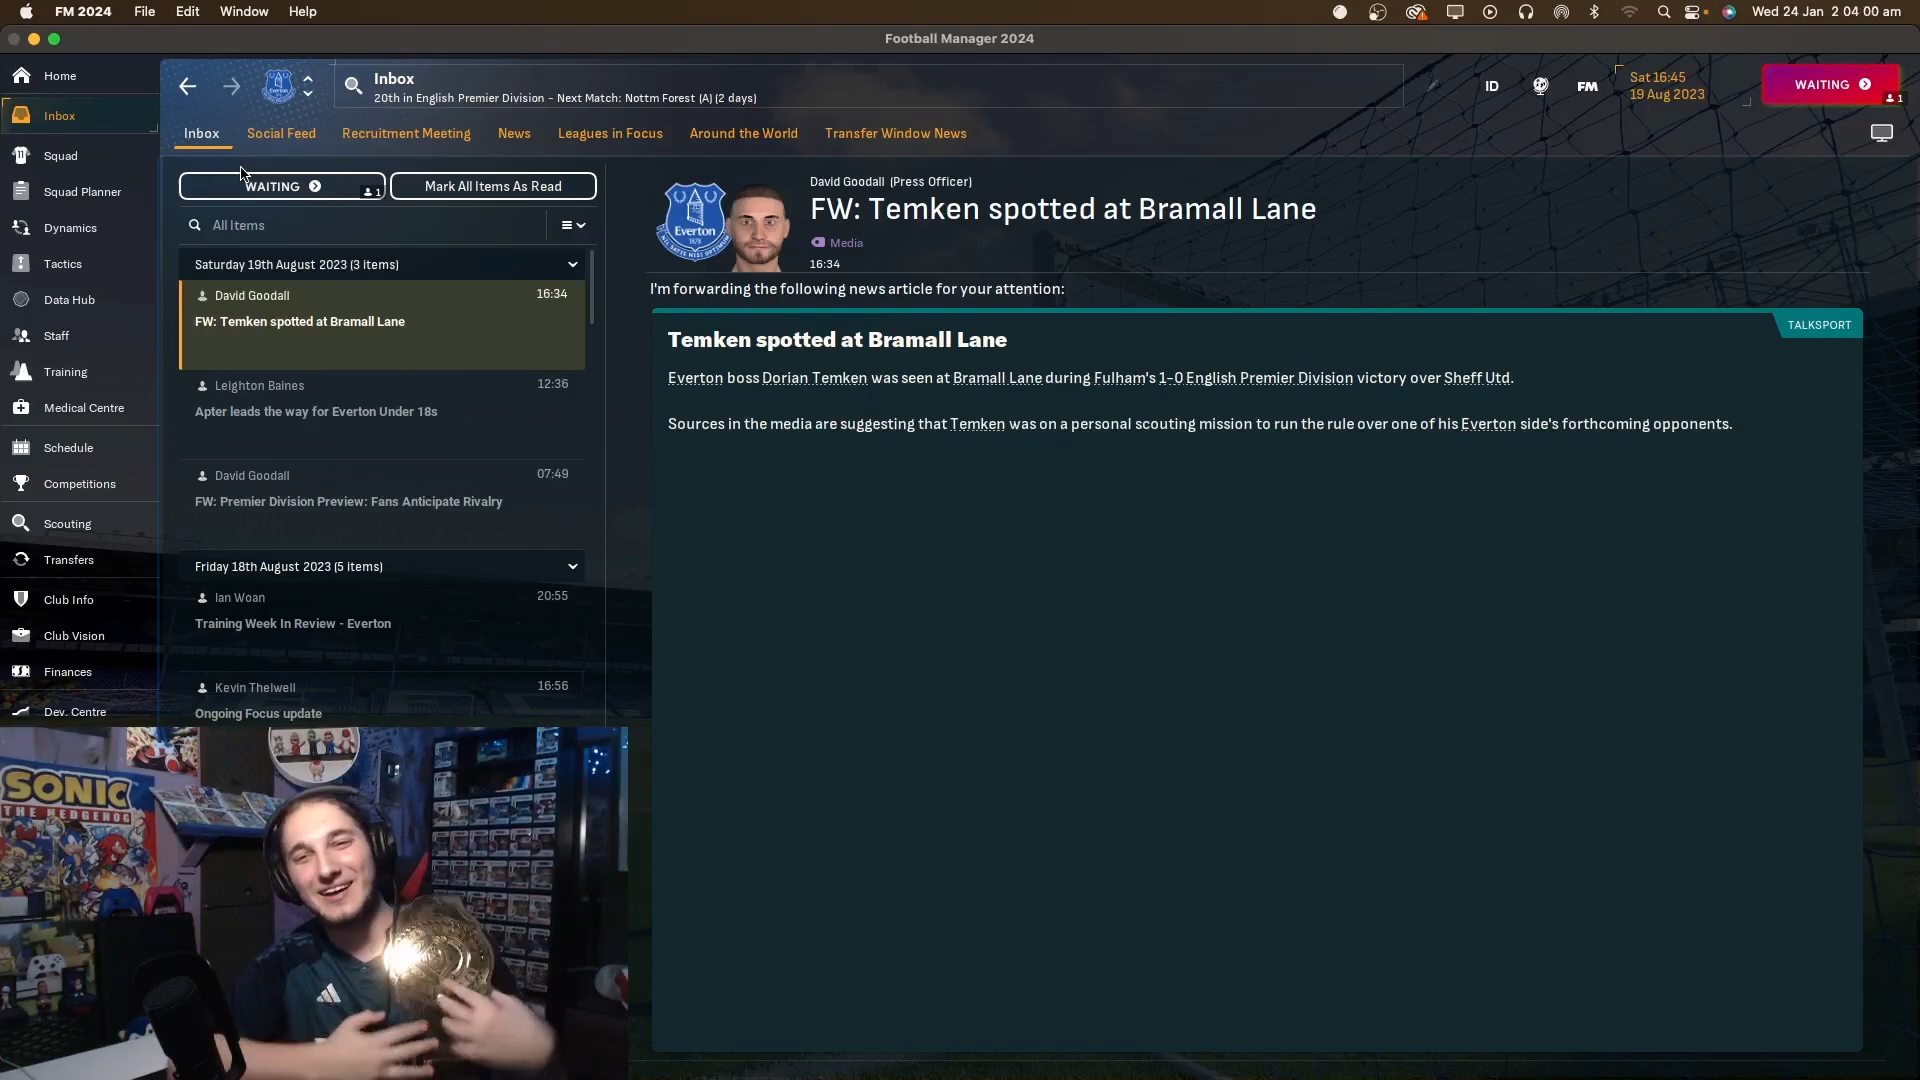 FM 2024 File Edit Window Help
Wed 24 Jan 2 04 00 am
Football Manager 2024
Home
Inbox
Squad
Squad Planner
Dynamics
Tactics
Data Hub
Staff
Training
Medical Centre
Schedule
Competitions
Scouting
Transfers
Club Info
Club Vision
Finances
Dev. Centre
Everton
Inbox
20th in English Premier Division - Next Match: Nottm Forest (A) (2 days)
ID
FM
Sat 16:45
19 Aug 2023
WAITING
1
Inbox Social Feed Recruitment Meeting News Leagues in Focus Around the World Transfer Window News
WAITING 1
Mark All Items As Read
All Items
Saturday 19th August 2023 (3 items)
David Goodall 16:34
FW: Temken spotted at Bramall Lane
Leighton Baines 12:36
Apter leads the way for Everton Under 18s
David Goodall 07:49
FW: Premier Division Preview: Fans Anticipate Rivalry
Friday 18th August 2023 (5 items)
Ian Woan 20:55
Training Week In Review - Everton
Kevin Thelwell 16:56
Ongoing Focus update
Everton
1878
NIL SATIS NISI OPTIMUM
David Goodall (Press Officer)
FW: Temken spotted at Bramall Lane
Media
16:34
I'm forwarding the following news article for your attention:
TALKSPORT
Temken spotted at Bramall Lane
Everton boss Dorian Temken was seen at Bramall Lane during Fulham's 1-0 English Premier Division victory over Sheff Utd.
Sources in the media are suggesting that Temken was on a personal scouting mission to run the rule over one of his Everton side's forthcoming opponents.
SONIC
THE HEDGEHOG